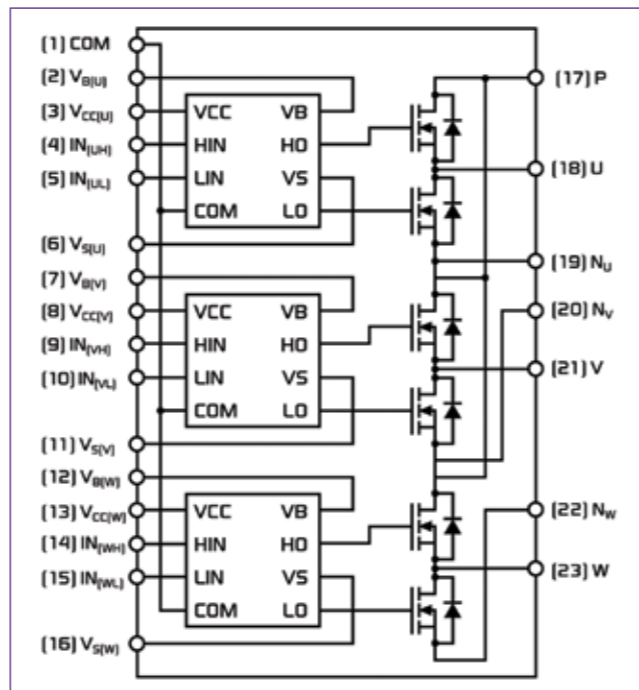 (1) COM
(2) VB(U)
(3) VCC(U)
(4) IN(UH)
(5) IN(UL)
(6) VS(U)
(7) VB(V)
(8) VCC(V)
(9) IN(VH)
(10) IN(VL)
(11) VS(V)
(12) VB(W)
(13) VCC(W)
(14) IN(WH)
(15) IN(WL)
(16) VS(W)
VCC VB
HIN HO
LIN VS
COM LO
VCC VB
HIN HO
LIN VS
COM LO
VCC VB
HIN HO
LIN VS
COM LO
(17) P
(18) U
(19) NU
(20) NV
(21) V
(22) NW
(23) W